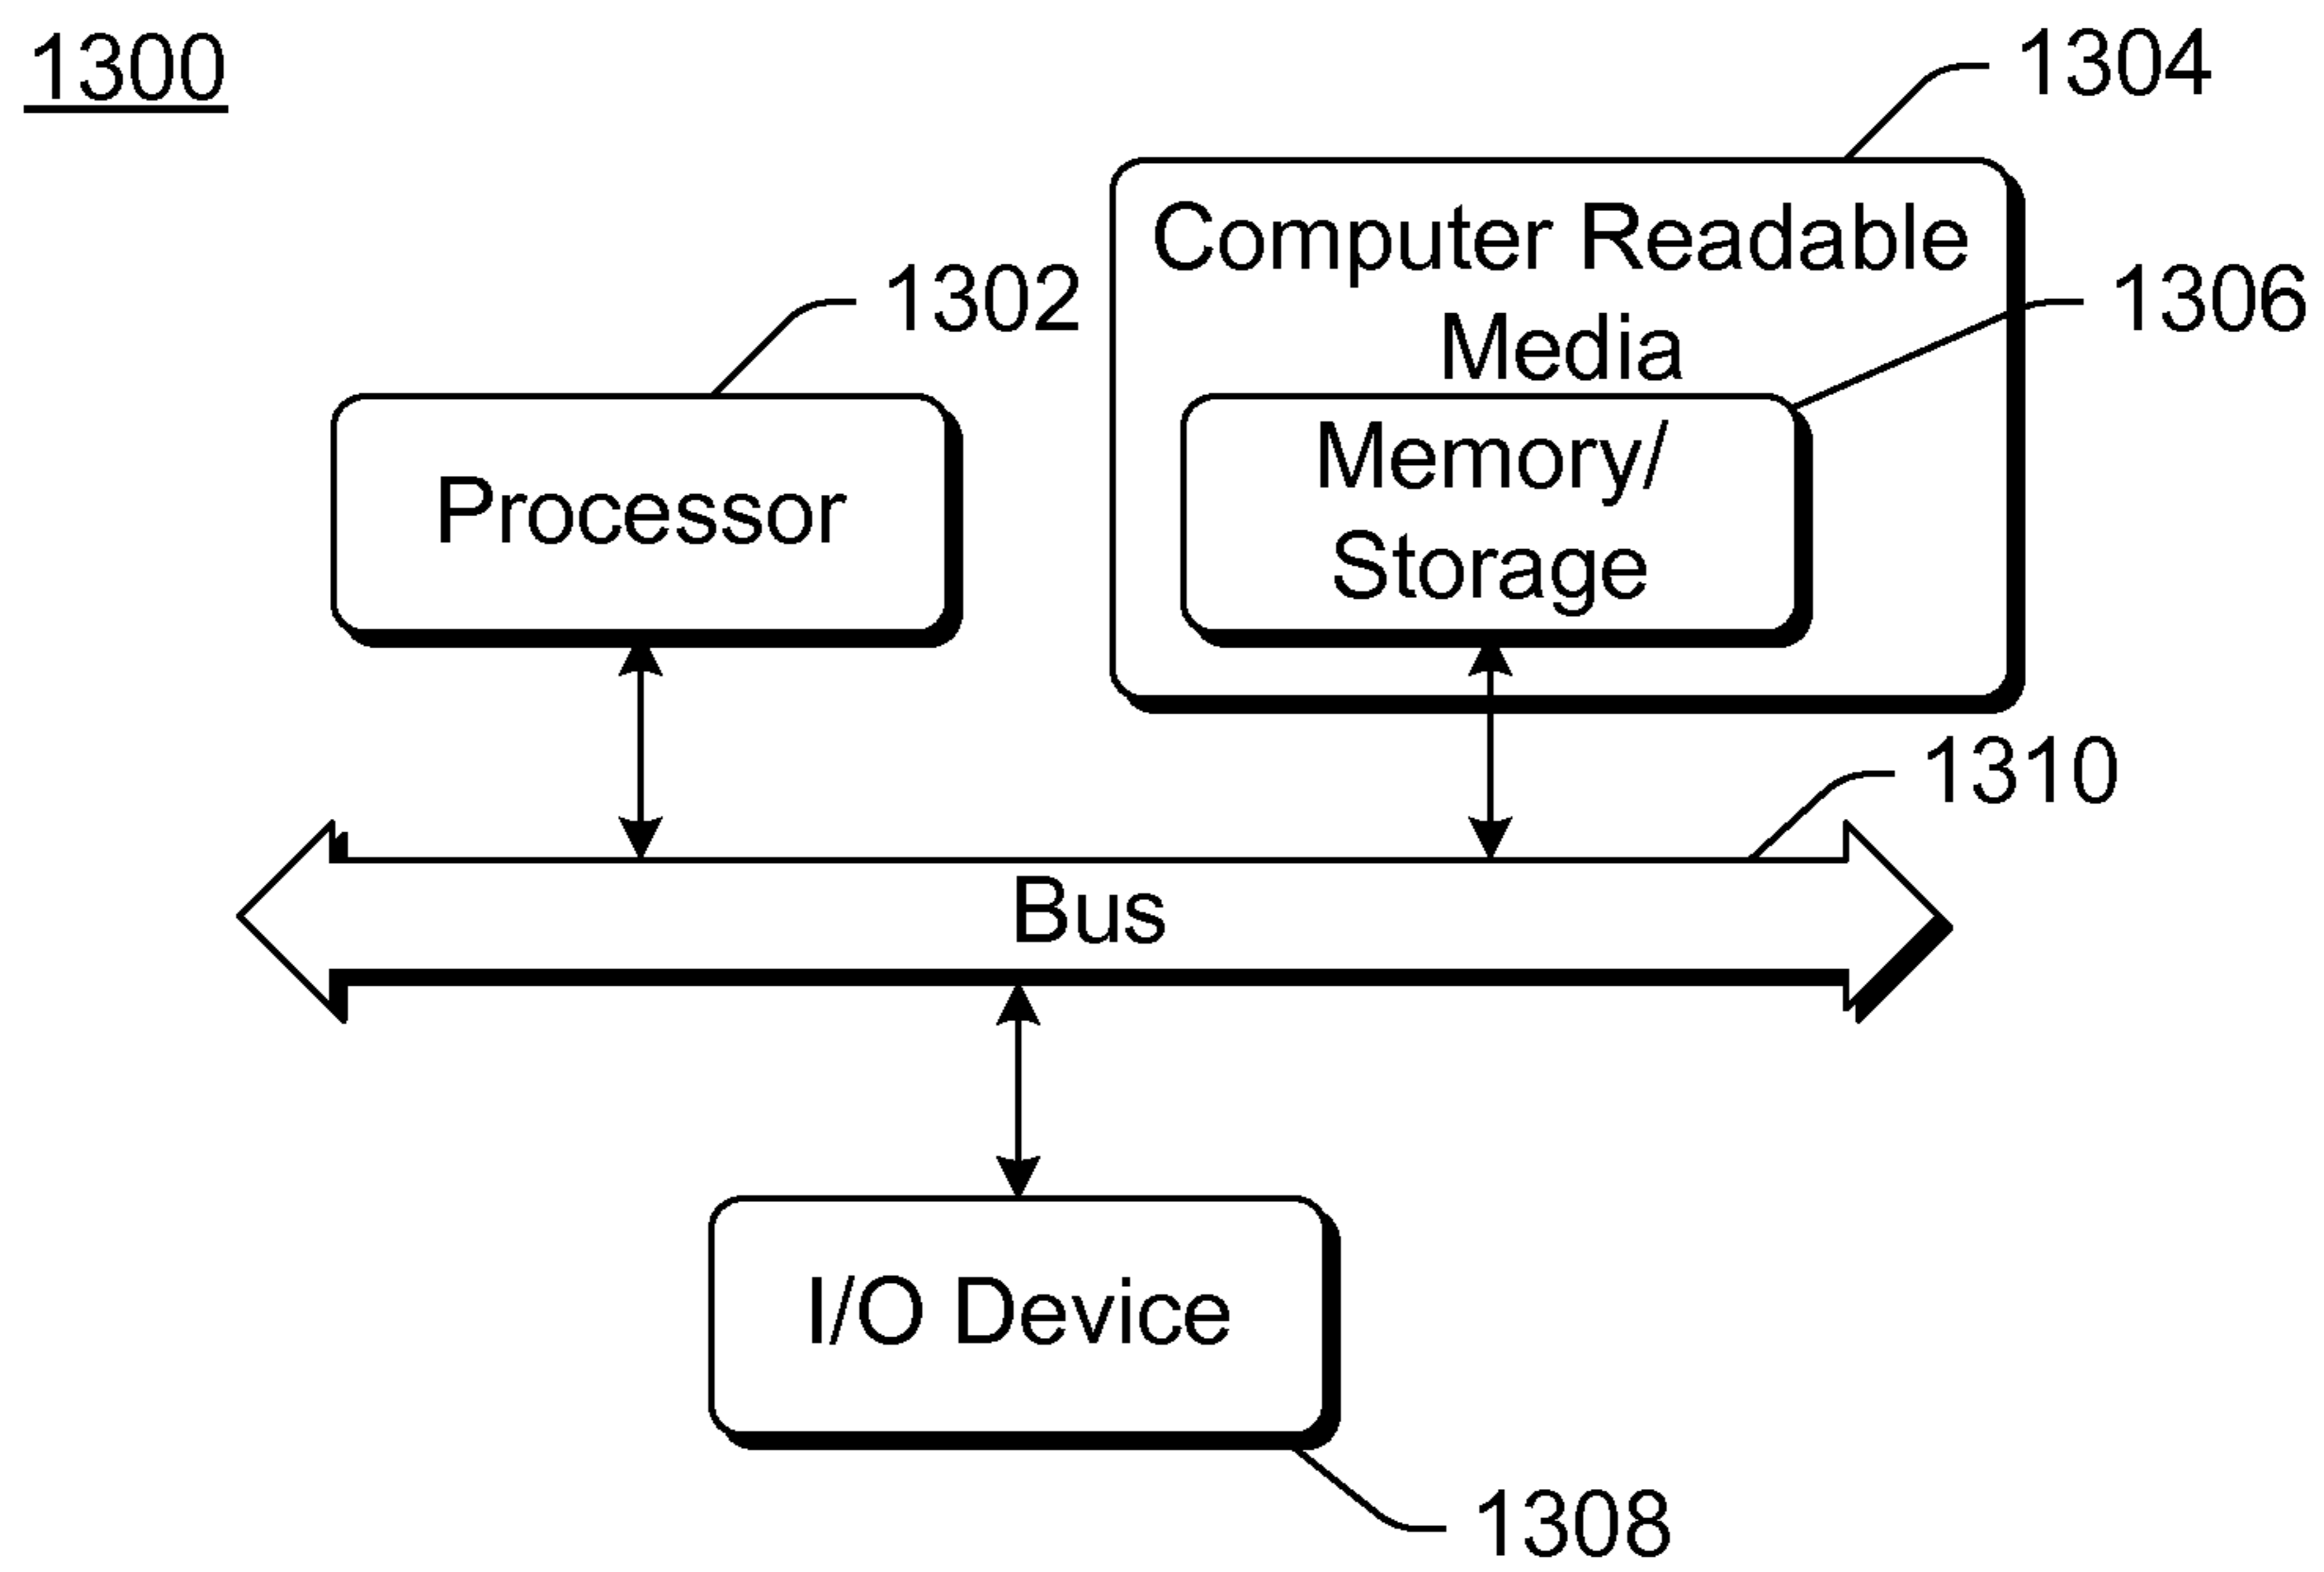 1300
1304
Computer Readable
Media
1302
1306
Processor
Memory/
Storage
1310
Bus
I/O Device
1308